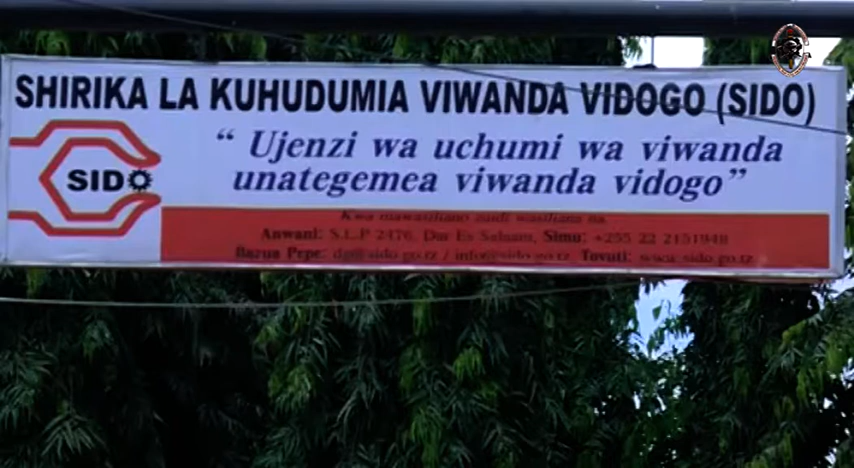 SHIRIKA LA KUHUDUMIA VIWANDA VIDOGO (SIDO)
SIDO
“ Ujenzi wa uchumi wa viwanda
unategemea viwanda vidogo”
Kwa mawasiliano zaidi wasiliana na
Anwani: S.L.P 2476, Dar Es Salaam, Simu: +255 22 2151948
Barua Pepe: dg@sido.go.tz / info@sido.go.tz Tovuti: www.sido.go.tz